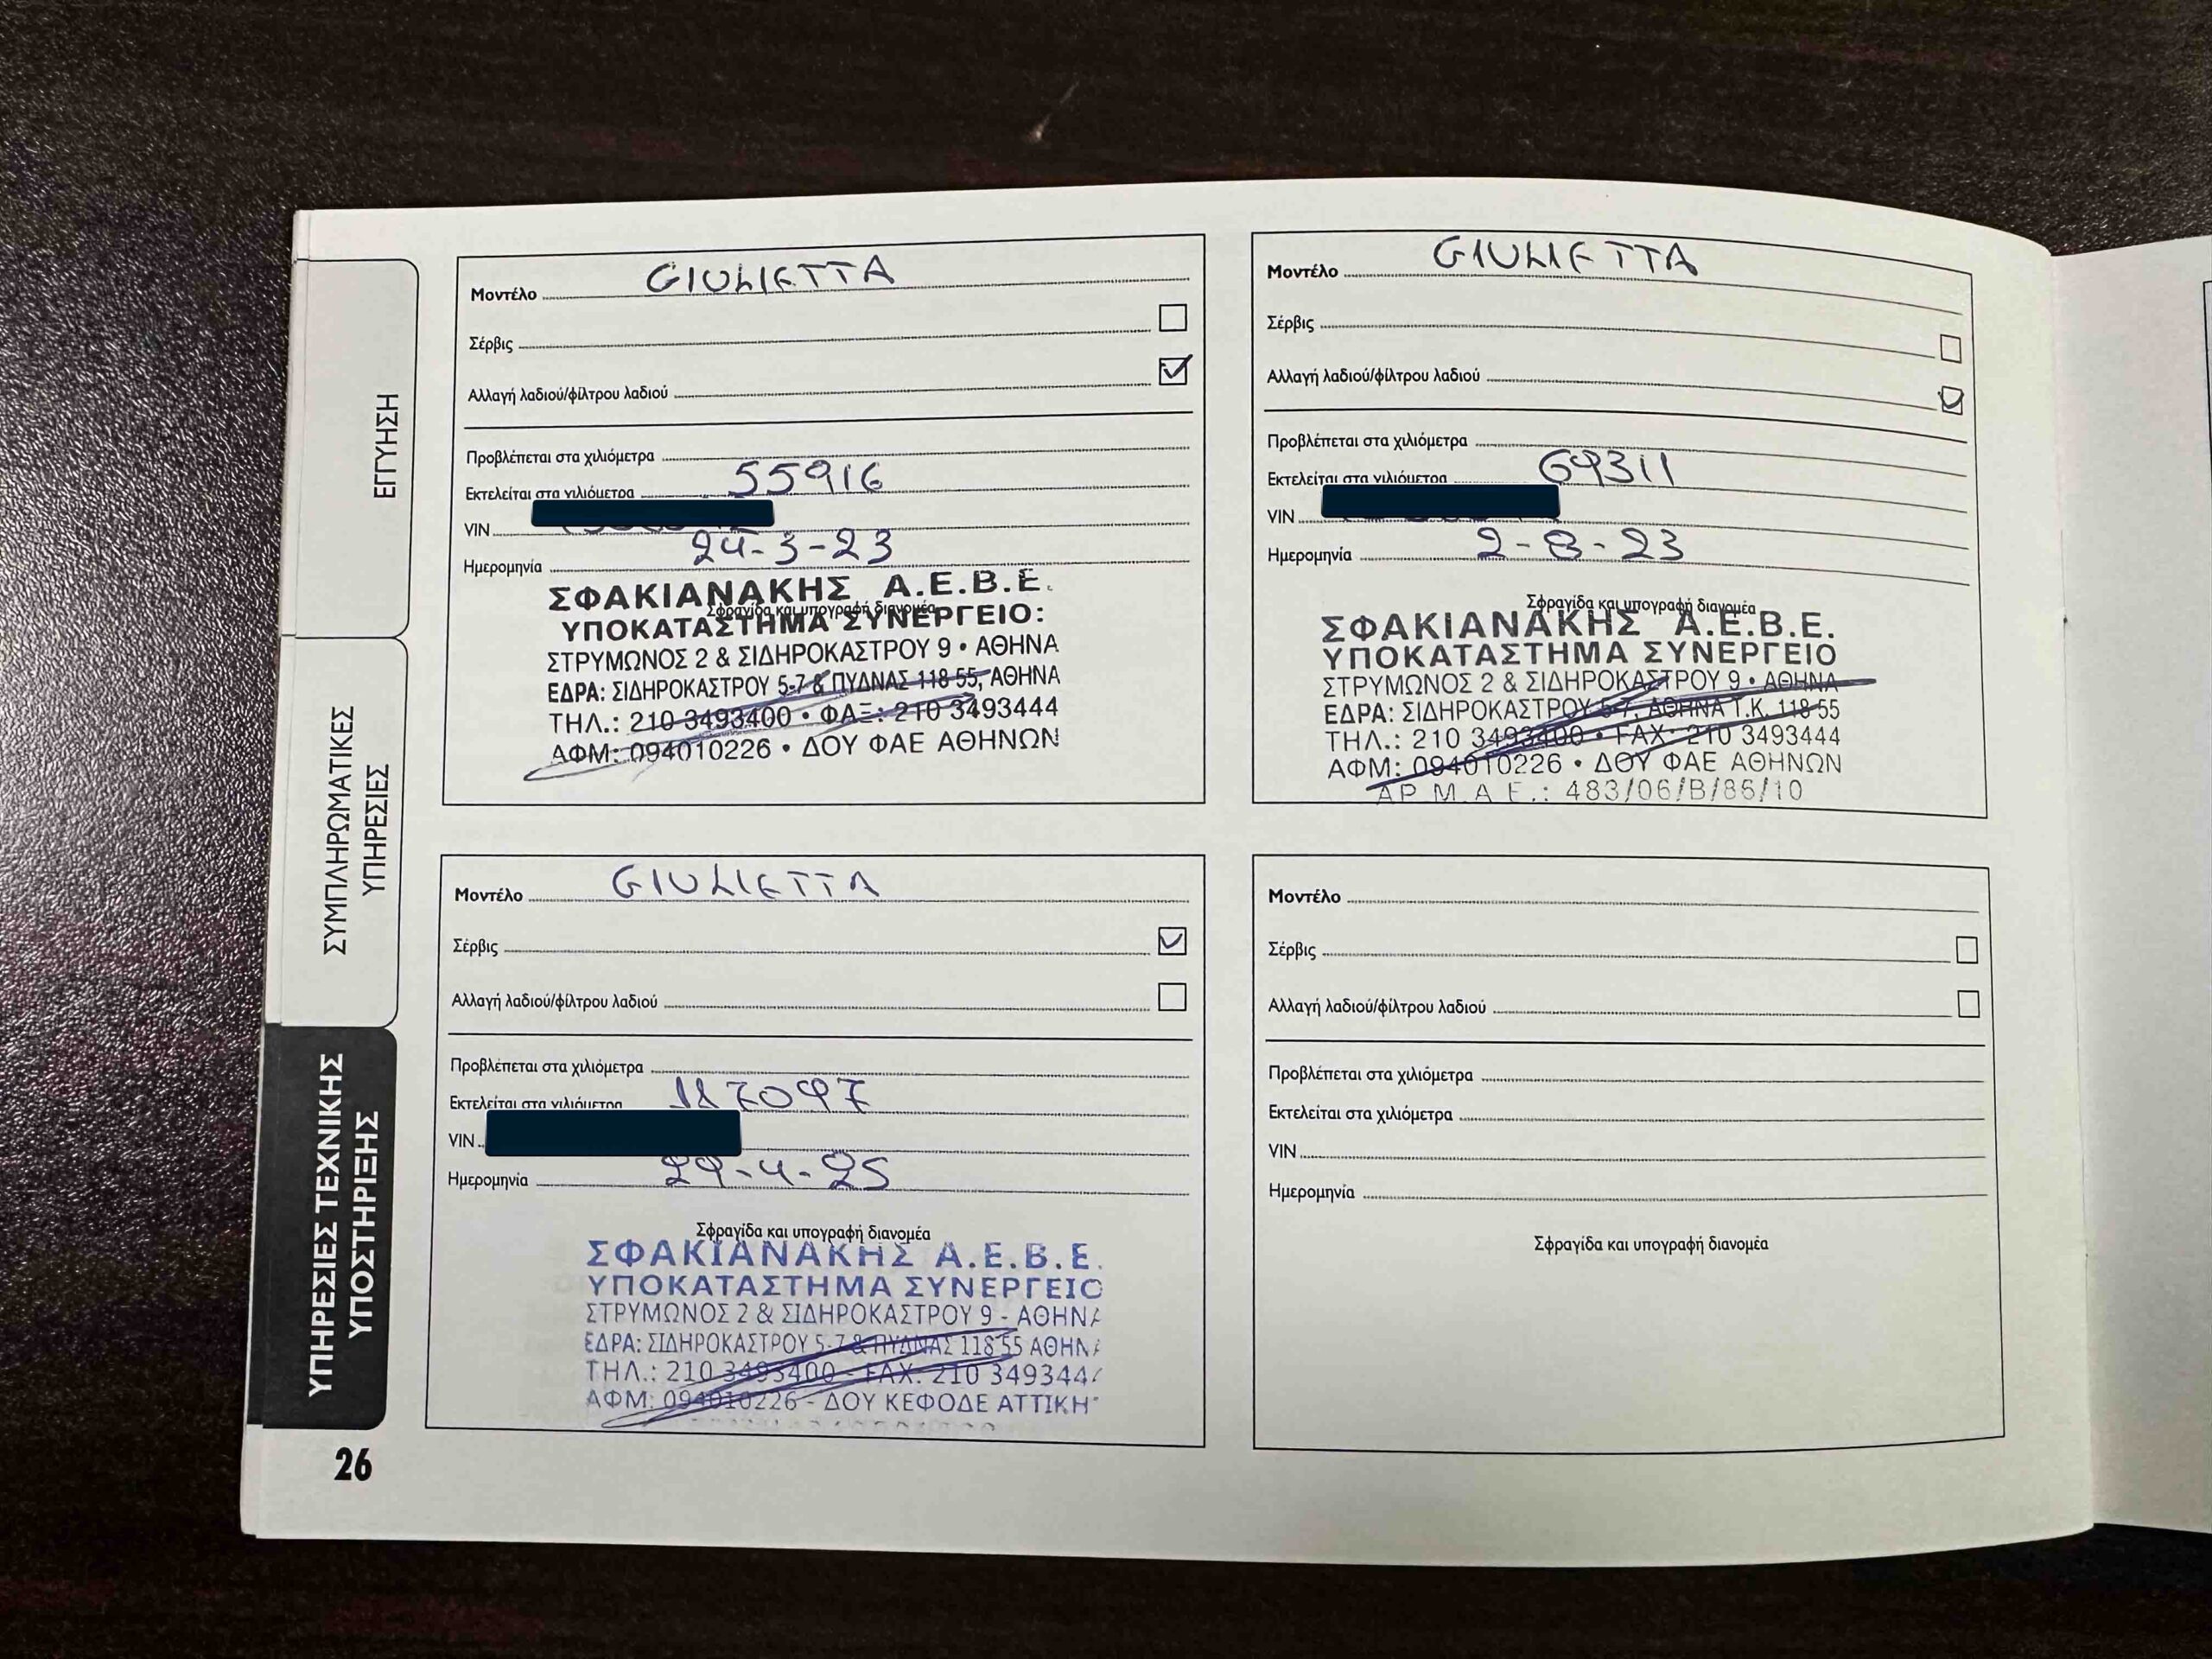 ΕΓΓΥΗΣΗ
ΣΥΜΠΛΗΡΩΜΑΤΙΚΕΣ
ΥΠΗΡΕΣΙΕΣ
ΥΠΗΡΕΣΙΕΣ ΤΕΧΝΙΚΗΣ
ΥΠΟΣΤΗΡΙΞΗΣ
26
Μοντέλο GIULIETTA
Σέρβις
Αλλαγή λαδιού/φίλτρου λαδιού
Προβλέπεται στα χιλιόμετρα
Εκτελείται στα χιλιόμετρα 55916
VIN
Ημερομηνία 24-3-23
Σφραγίδα και υπογραφή διανομέα
ΣΦΑΚΙΑΝΑΚΗΣ Α.Ε.Β.Ε.
ΥΠΟΚΑΤΑΣΤΗΜΑ ΣΥΝΕΡΓΕΙΟ:
ΣΤΡΥΜΩΝΟΣ 2 & ΣΙΔΗΡΟΚΑΣΤΡΟΥ 9 • ΑΘΗΝΑ
ΕΔΡΑ: ΣΙΔΗΡΟΚΑΣΤΡΟΥ 5-7 & ΠΥΔΝΑΣ 118 55, ΑΘΗΝΑ
ΤΗΛ.: 210 3493400 • ΦΑΞ: 210 3493444
ΑΦΜ: 094010226 • ΔΟΥ ΦΑΕ ΑΘΗΝΩΝ
Μοντέλο GIULIETTA
Σέρβις
Αλλαγή λαδιού/φίλτρου λαδιού
Προβλέπεται στα χιλιόμετρα
Εκτελείται στα χιλιόμετρα 69311
VIN
Ημερομηνία 2-8-23
Σφραγίδα και υπογραφή διανομέα
ΣΦΑΚΙΑΝΑΚΗΣ Α.Ε.Β.Ε.
ΥΠΟΚΑΤΑΣΤΗΜΑ ΣΥΝΕΡΓΕΙΟ
ΣΤΡΥΜΩΝΟΣ 2 & ΣΙΔΗΡΟΚΑΣΤΡΟΥ 9 • ΑΘΗΝΑ
ΕΔΡΑ: ΣΙΔΗΡΟΚΑΣΤΡΟΥ 5-7, ΑΘΗΝΑ Τ.Κ. 118 55
ΤΗΛ.: 210 3493400 • FAX: 210 3493444
ΑΦΜ: 094010226 • ΔΟΥ ΦΑΕ ΑΘΗΝΩΝ
ΑΡ.Μ.Α.Ε.: 483/06/Β/86/10
Μοντέλο GIULIETTA
Σέρβις
Αλλαγή λαδιού/φίλτρου λαδιού
Προβλέπεται στα χιλιόμετρα
Εκτελείται στα χιλιόμετρα
VIN
Ημερομηνία 29-4-25
Σφραγίδα και υπογραφή διανομέα
ΣΦΑΚΙΑΝΑΚΗΣ Α.Ε.Β.Ε.
ΥΠΟΚΑΤΑΣΤΗΜΑ ΣΥΝΕΡΓΕΙΟ
ΣΤΡΥΜΩΝΟΣ 2 & ΣΙΔΗΡΟΚΑΣΤΡΟΥ 9 - ΑΘΗΝΑ
ΕΔΡΑ: ΣΙΔΗΡΟΚΑΣΤΡΟΥ 5-7 & ΠΥΔΝΑΣ 118 55 ΑΘΗΝΑ
ΤΗΛ.: 210 3493400 - FAX: 210 3493444
ΑΦΜ: 094010226 - ΔΟΥ ΚΕΦΟΔΕ ΑΤΤΙΚΗΣ
Μοντέλο
Σέρβις
Αλλαγή λαδιού/φίλτρου λαδιού
Προβλέπεται στα χιλιόμετρα
Εκτελείται στα χιλιόμετρα
VIN
Ημερομηνία
Σφραγίδα και υπογραφή διανομέα